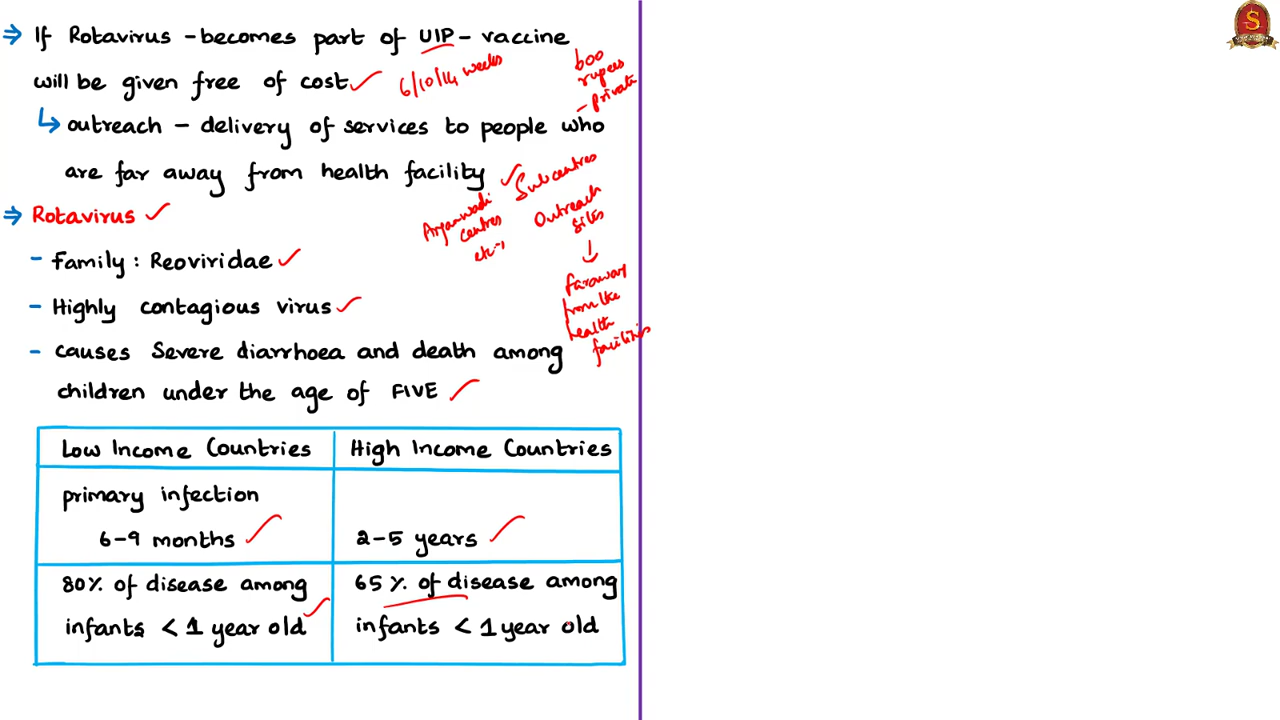 ⇒ If Rotavirus - becomes part of UIP - vaccine
will be given free of cost ✓
6/10/14 weeks
600
rupees
- private
↳ outreach - delivery of services to people who
are far away from health facility ✓
Subcentres
Anganwadi
centres
etc.,
Outreach
sites
↓
faraway
from the
health
facilities
⇒ Rotavirus ✓
- Family : Reoviridae ✓
- Highly contagious virus ✓
- causes Severe diarrhoea and death among
children under the age of FIVE ✓
Low Income Countries
High Income Countries
primary infection
6-9 months ✓
2-5 years ✓
80% of disease among
infants < 1 year old ✓
65% of disease among
infants < 1 year old
S